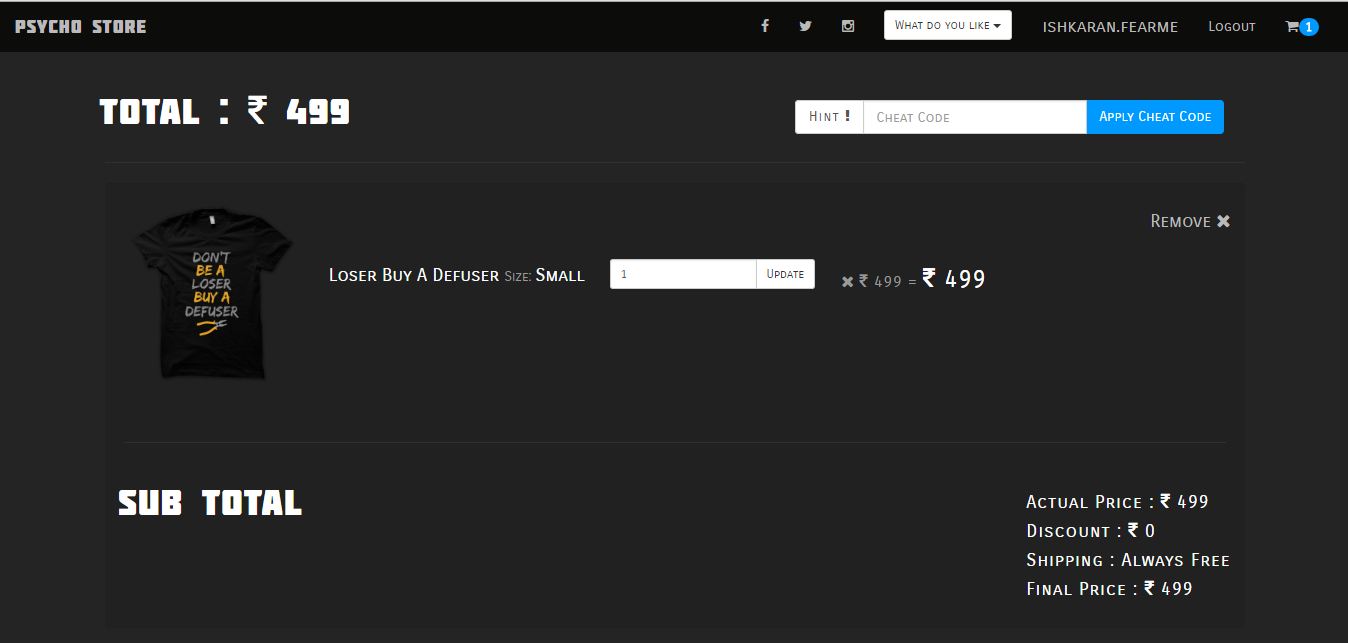 PSYCHO STORE
What do you like
ISHKARAN.FEARME
Logout
1
TOTAL : ₹ 499
Hint !
Cheat Code
Apply Cheat Code
Remove ✖
DON'T
BE A
LOSER
BUY A
DEFUSER
Loser Buy A Defuser Size: Small
1
Update
✖ ₹ 499 = ₹ 499
SUB TOTAL
Actual Price : ₹ 499
Discount : ₹ 0
Shipping : Always Free
Final Price : ₹ 499